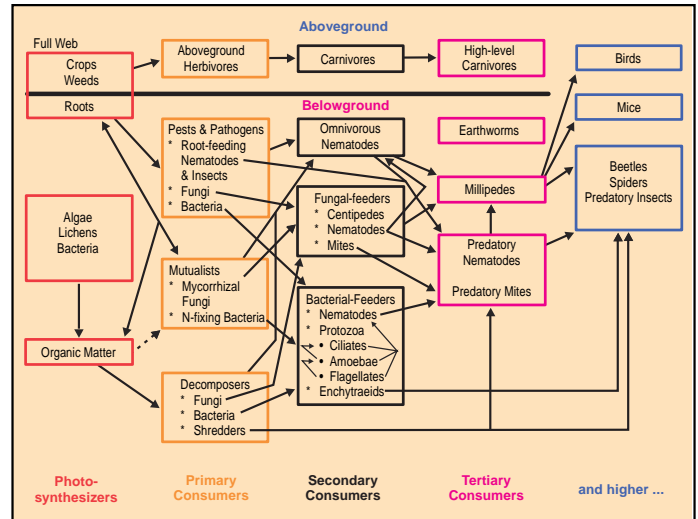 Aboveground
Full Web
Crops
Weeds
Roots
Aboveground
Herbivores
Carnivores
High-level
Carnivores
Birds
Mice
Belowground
Pests & Pathogens
* Root-feeding
Nematodes
& Insects
* Fungi
* Bacteria
Omnivorous
Nematodes
Earthworms
Beetles
Spiders
Predatory Insects
Millipedes
Algae
Lichens
Bacteria
Fungal-feeders
* Centipedes
* Nematodes
* Mites
Predatory
Nematodes
Predatory Mites
Mutualists
* Mycorrhizal
Fungi
* N-fixing Bacteria
Bacterial-Feeders
* Nematodes
* Protozoa
• Ciliates
• Amoebae
• Flagellates
* Enchytraeids
Organic Matter
Decomposers
* Fungi
* Bacteria
* Shredders
Photo-
synthesizers
Primary
Consumers
Secondary
Consumers
Tertiary
Consumers
and higher ...